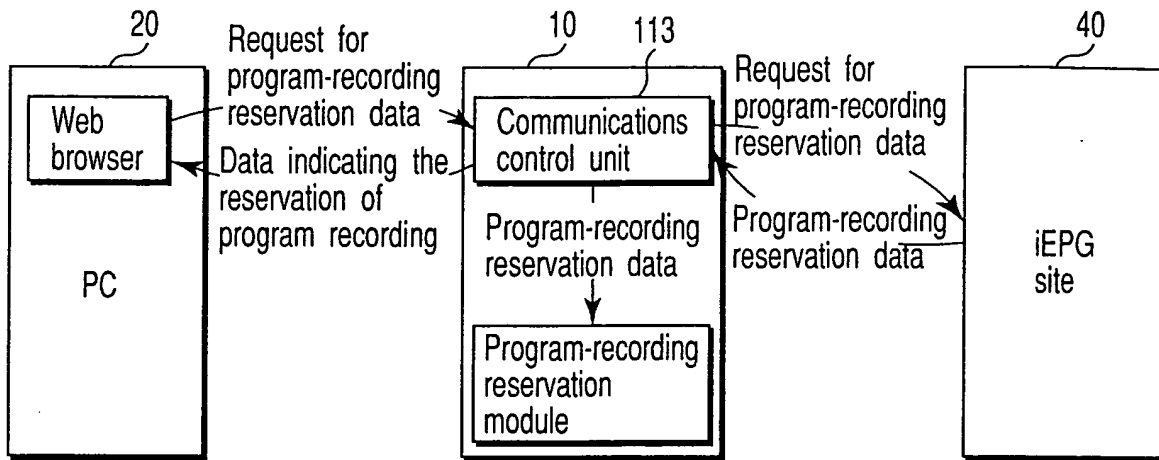 20
10
113
40
Request for
program-recording
reservation data
Web
browser
Data indicating the
reservation of
program recording
PC
Communications
control unit
Program-recording
reservation data
Program-recording
reservation
module
Request for
program-recording
reservation data
Program-recording
reservation data
iEPG
site